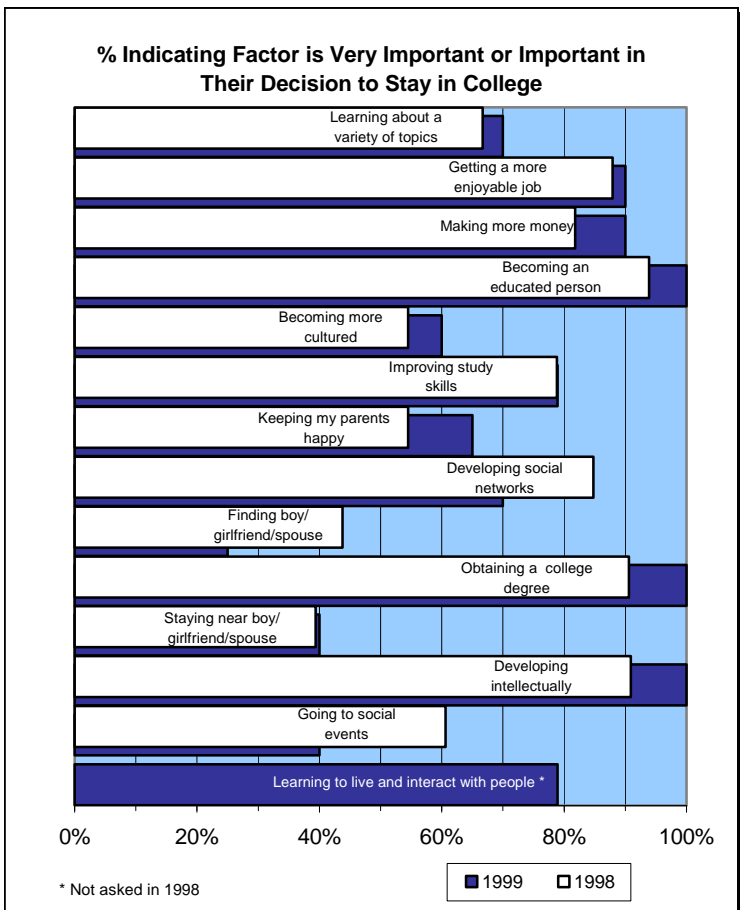 % Indicating Factor is Very Important or Important in
Their Decision to Stay in College
Learning about a
variety of topics
Getting a more
enjoyable job
Making more money
Becoming an
educated person
Becoming more
cultured
Improving study
skills
Keeping my parents
happy
Developing social
networks
Finding boy/
girlfriend/spouse
Obtaining a college
degree
Staying near boy/
girlfriend/spouse
Developing
intellectually
Going to social
events
Learning to live and interact with people *
0% 20% 40% 60% 80% 100%
* Not asked in 1998
1999 1998